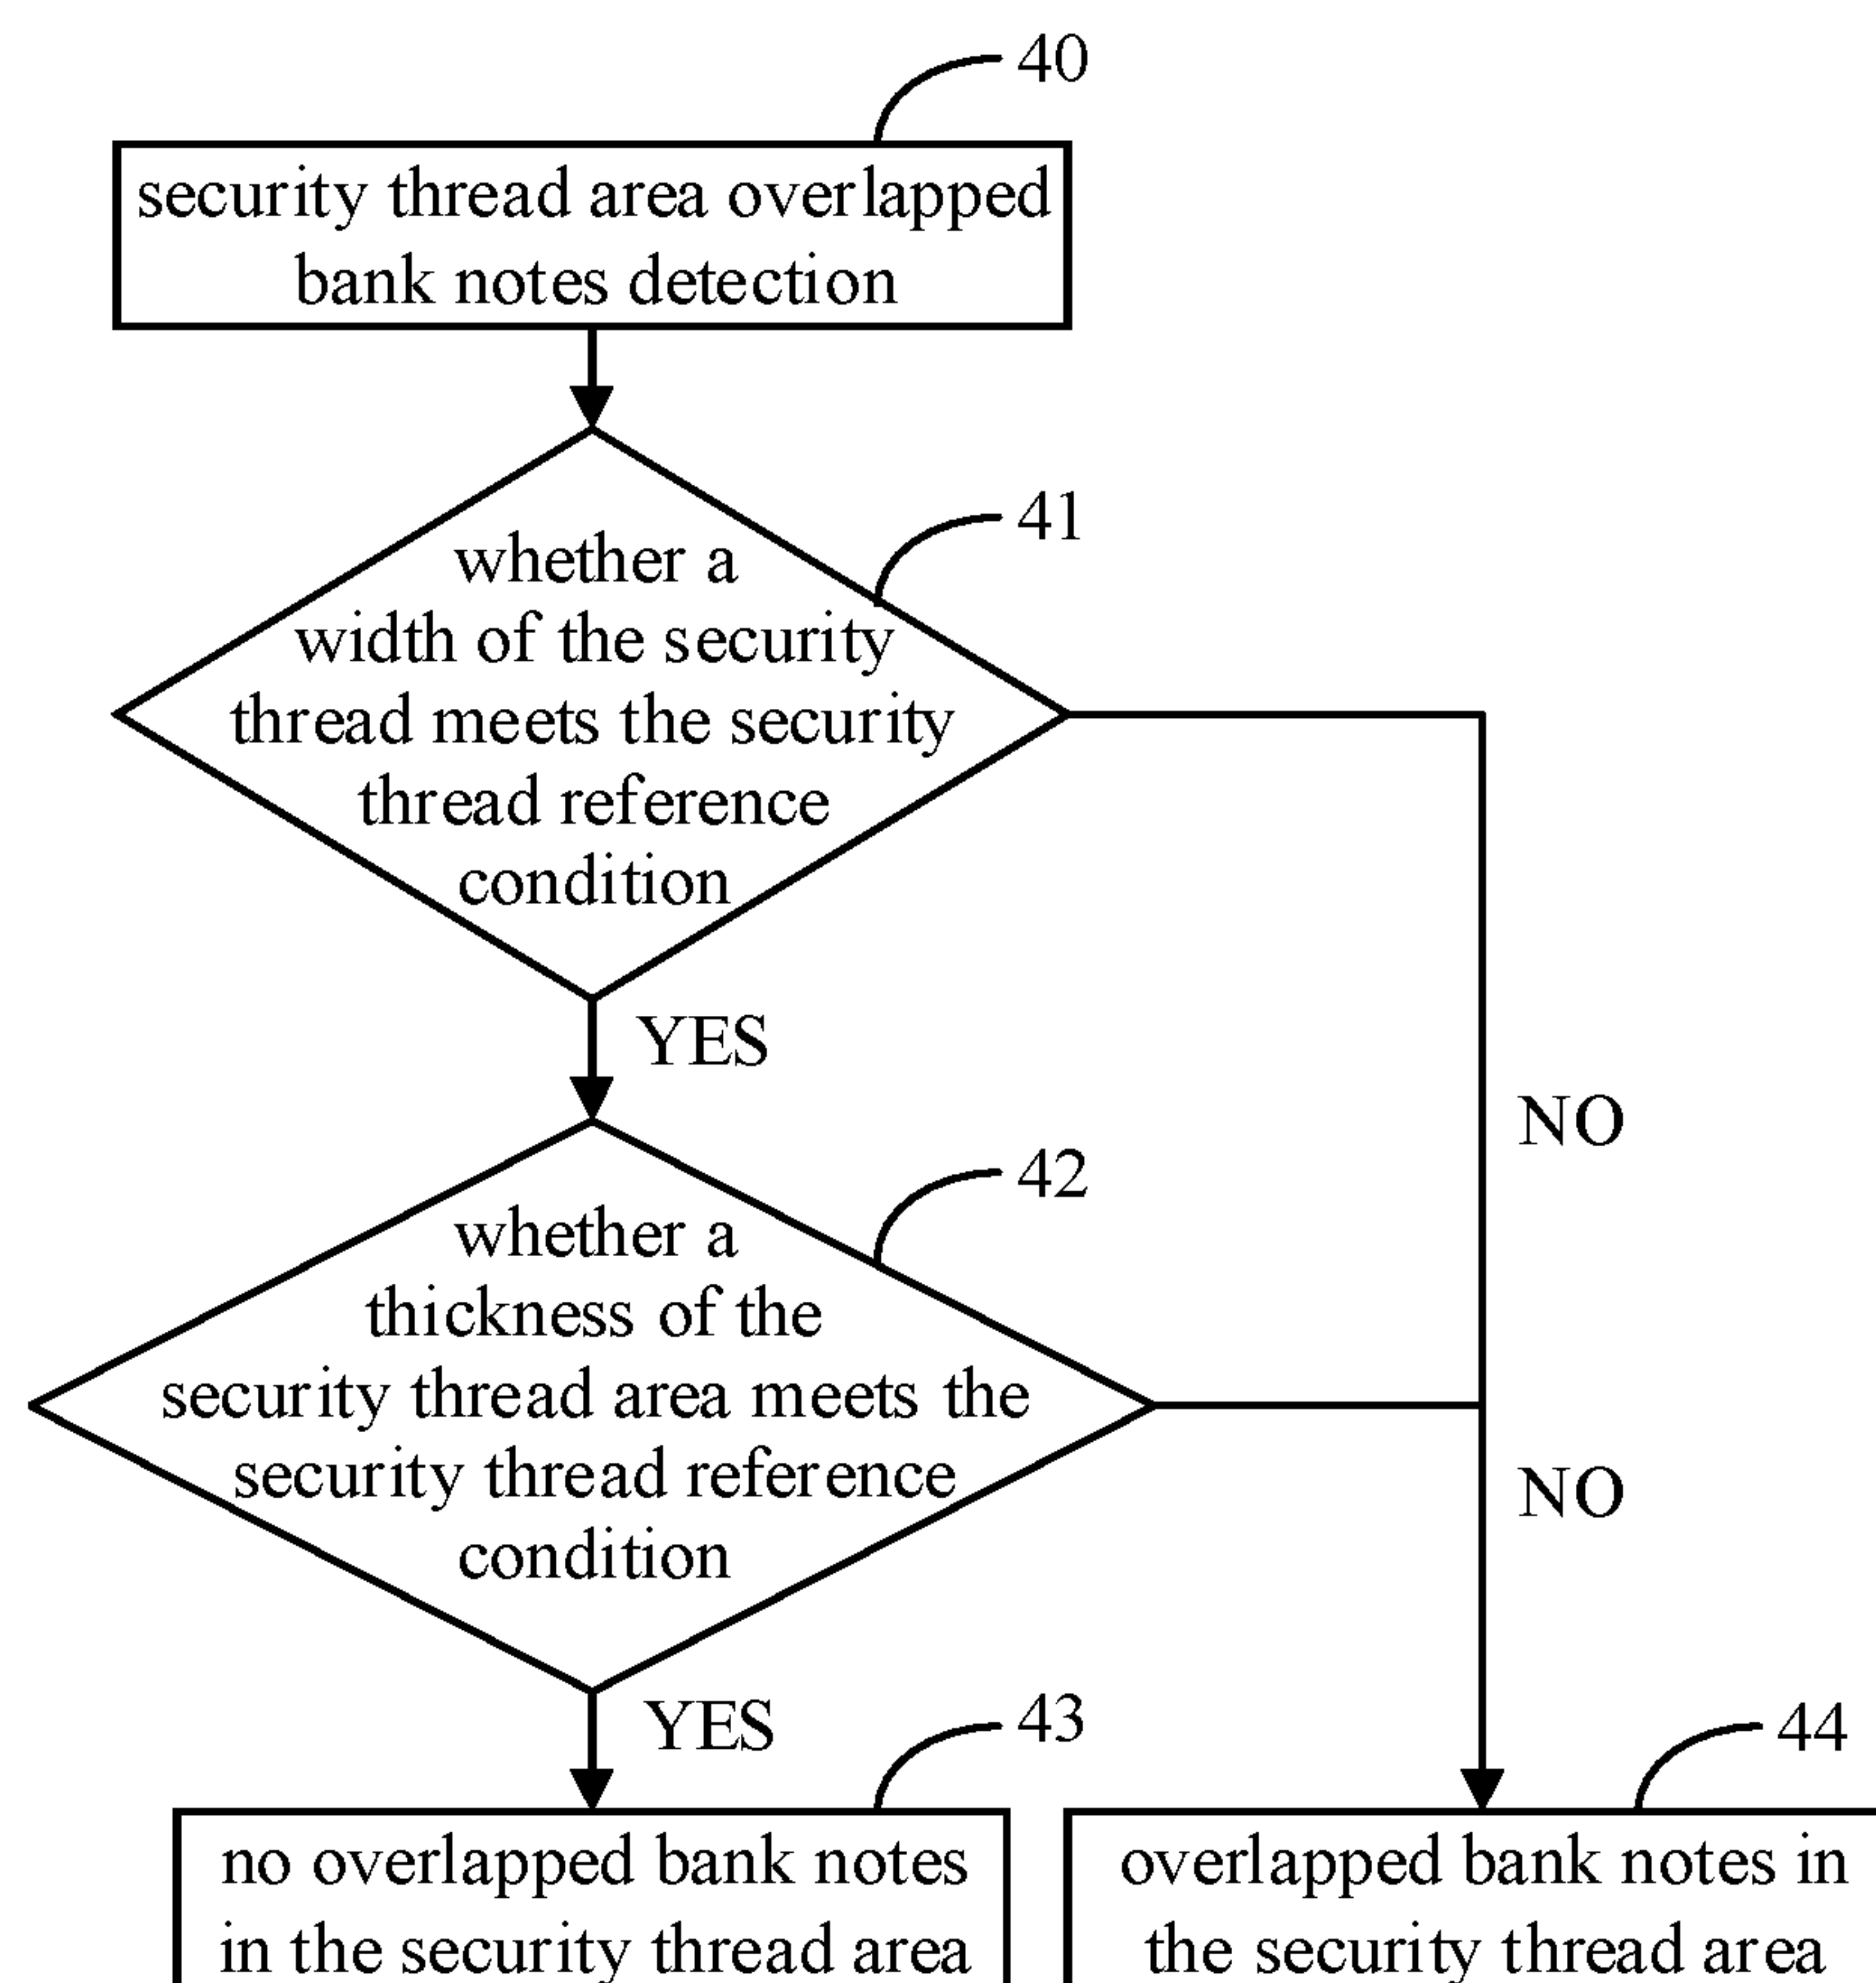 40
security thread area overlapped
bank notes detection
41
whether a
width of the security
thread meets the security
thread reference
condition
YES
NO
42
whether a
thickness of the
security thread area meets the
security thread reference
condition
NO
YES
43
44
no overlapped bank notes
in the security thread area
overlapped bank notes in
the security thread area